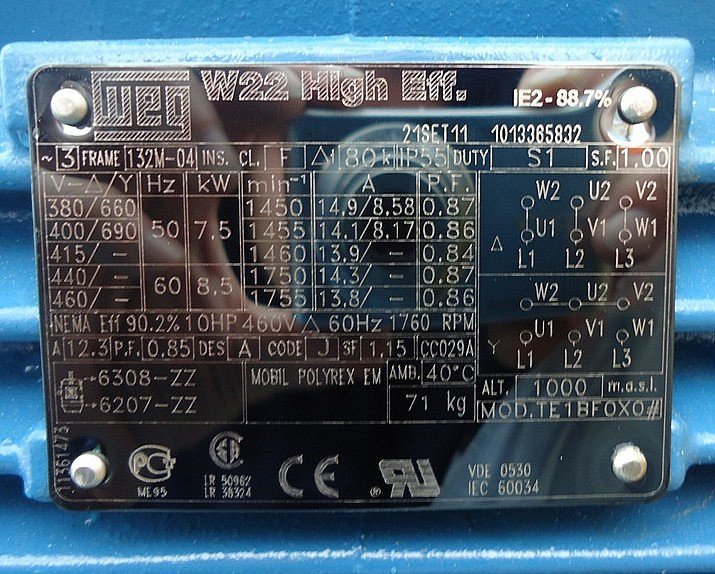 WEG W22 High Eff. IE2-88,7%
21SET11 1013365832
~ 3 FRAME 132M-04 INS. CL. F Δt 80 K IP55 DUTY S1 S.F. 1.00
V-Δ/Y Hz kW min⁻¹ A P.F.
380/660 1450 14,9/8.58 0.87
400/690 50 7.5 1455 14.1/8.17 0.86
415/ - 1460 13.9/ - 0.84
440/ - 1750 14,3/ - 0.87
460/ - 60 8.5 1755 13.8/ - 0.86
W2 U2 V2
U1 V1 W1
Δ
L1 L2 L3
W2 U2 V2
U1 V1 W1
Y
L1 L2 L3
NEMA Eff 90.2% 10HP 460V Δ 60Hz 1760 RPM
A 12.3 P.F. 0.85 DES A CODE J SF 1,15 CC029A
6308-ZZ
6207-ZZ
MOBIL POLYREX EM
AMB. 40°C
71 kg
ALT. 1000 m.a.s.l.
MOD.TE1BF0X0#
11361473
PCT
ME95
LR 50962
LR 38324
CE
®
VDE 0530
IEC 60034